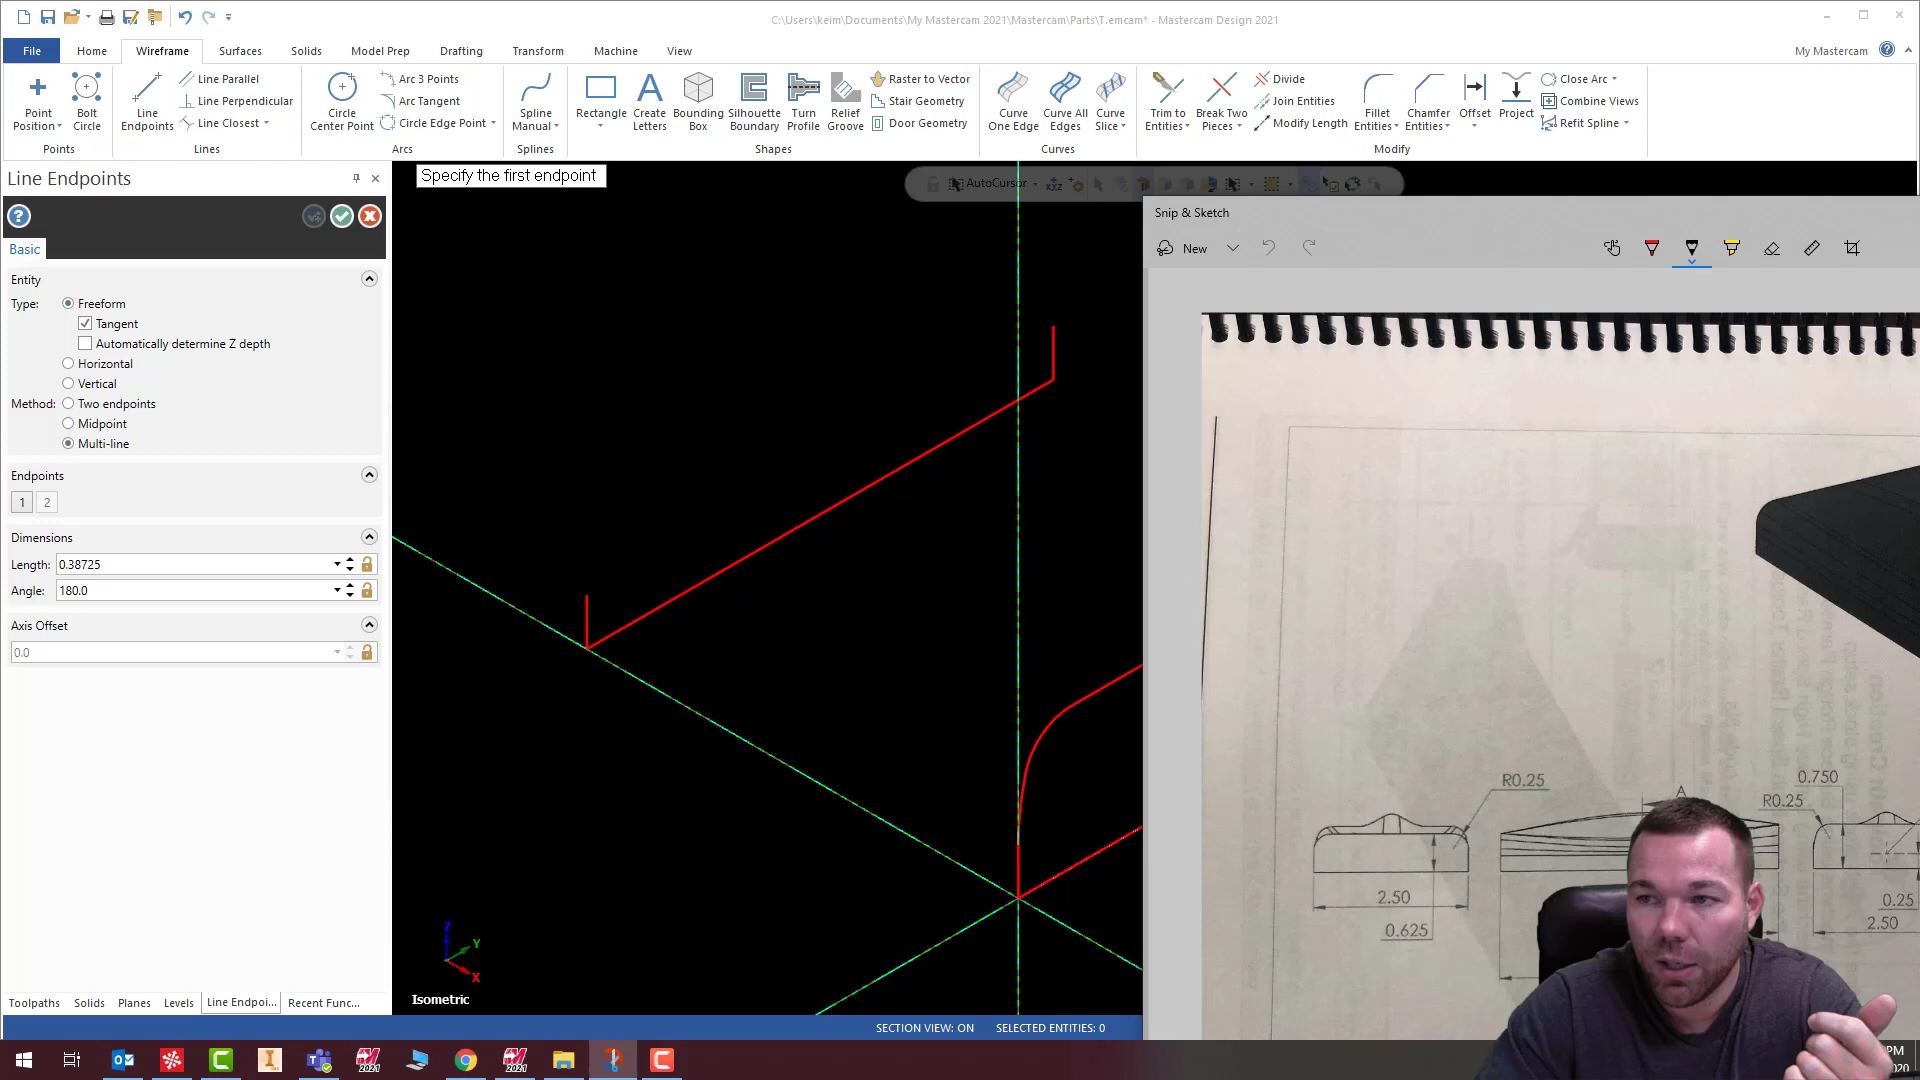 C:\Users\keim\Documents\My Mastercam 2021\Mastercam\Parts\T.emcam* - Mastercam Design 2021
File
Home
Wireframe
Surfaces
Solids
Model Prep
Drafting
Transform
Machine
View
My Mastercam
Point Position
Bolt Circle
Points
Line Endpoints
Line Parallel
Line Perpendicular
Line Closest
Lines
Circle Center Point
Arc 3 Points
Arc Tangent
Circle Edge Point
Arcs
Spline Manual
Splines
Rectangle
Create Letters
Bounding Box
Silhouette Boundary
Turn Profile
Relief Groove
Raster to Vector
Stair Geometry
Door Geometry
Shapes
Curve One Edge
Curve All Edges
Curve Slice
Curves
Trim to Entities
Break Two Pieces
Divide
Join Entities
Modify Length
Fillet Entities
Chamfer Entities
Offset
Project
Close Arc
Combine Views
Refit Spline
Modify
Line Endpoints
Basic
Entity
Type:
Freeform
Tangent
Automatically determine Z depth
Horizontal
Vertical
Method:
Two endpoints
Midpoint
Multi-line
Endpoints
1
2
Dimensions
Length:
0.38725
Angle:
180.0
Axis Offset
0.0
Toolpaths
Solids
Planes
Levels
Line Endpoi...
Recent Func...
Specify the first endpoint
AutoCursor
Z
Y
X
Isometric
SECTION VIEW: ON
SELECTED ENTITIES: 0
Snip & Sketch
New
R0.25
A
R0.25
0.750
2.50
0.625
0.25
2.50
2021
2021
PM